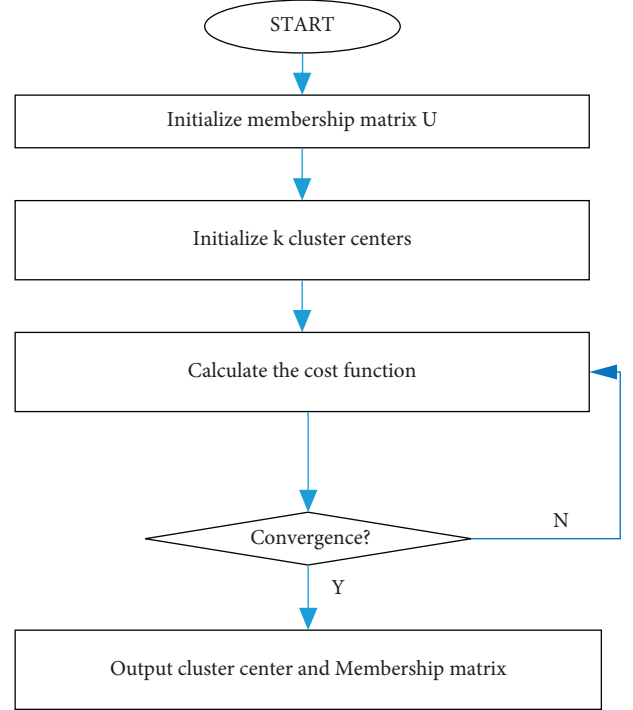 START
Initialize membership matrix U
Initialize k cluster centers
Calculate the cost function
Convergence?
N
Y
Output cluster center and Membership matrix